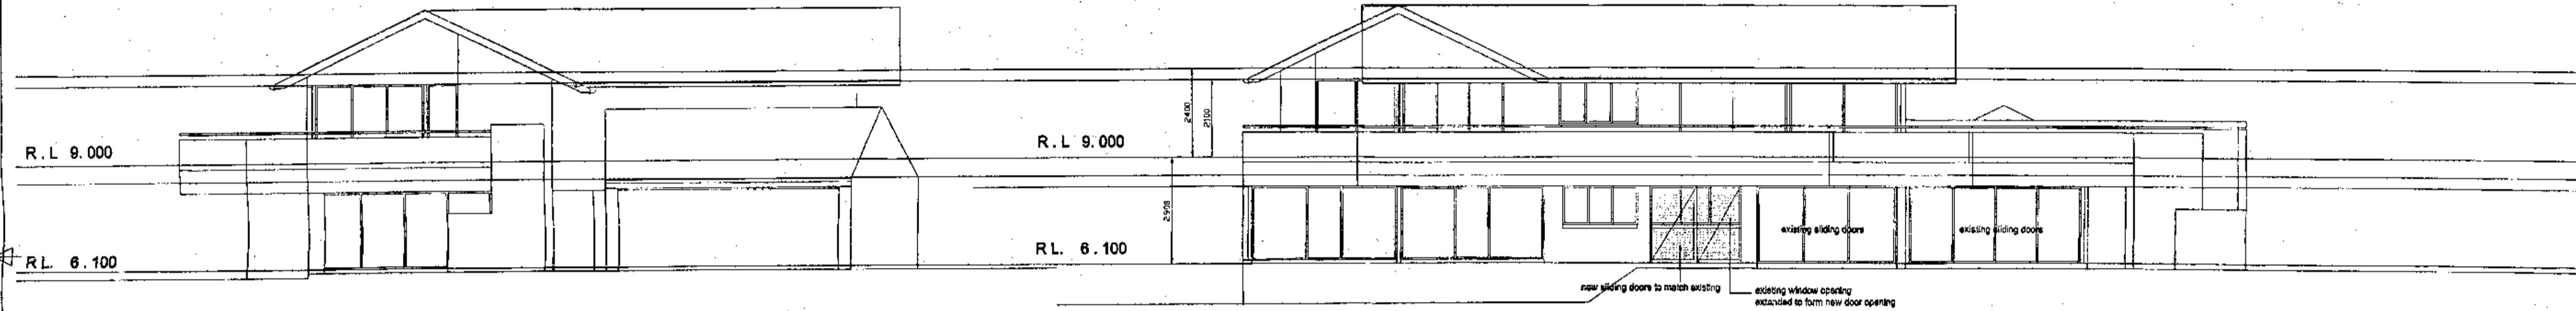 R.L 9.000
RL. 6.100
R.L 9.000
RL. 6.100
2400
2100
2908
existing sliding doors
existing sliding doors
new sliding doors to match existing
existing window opening
extended to form new door opening